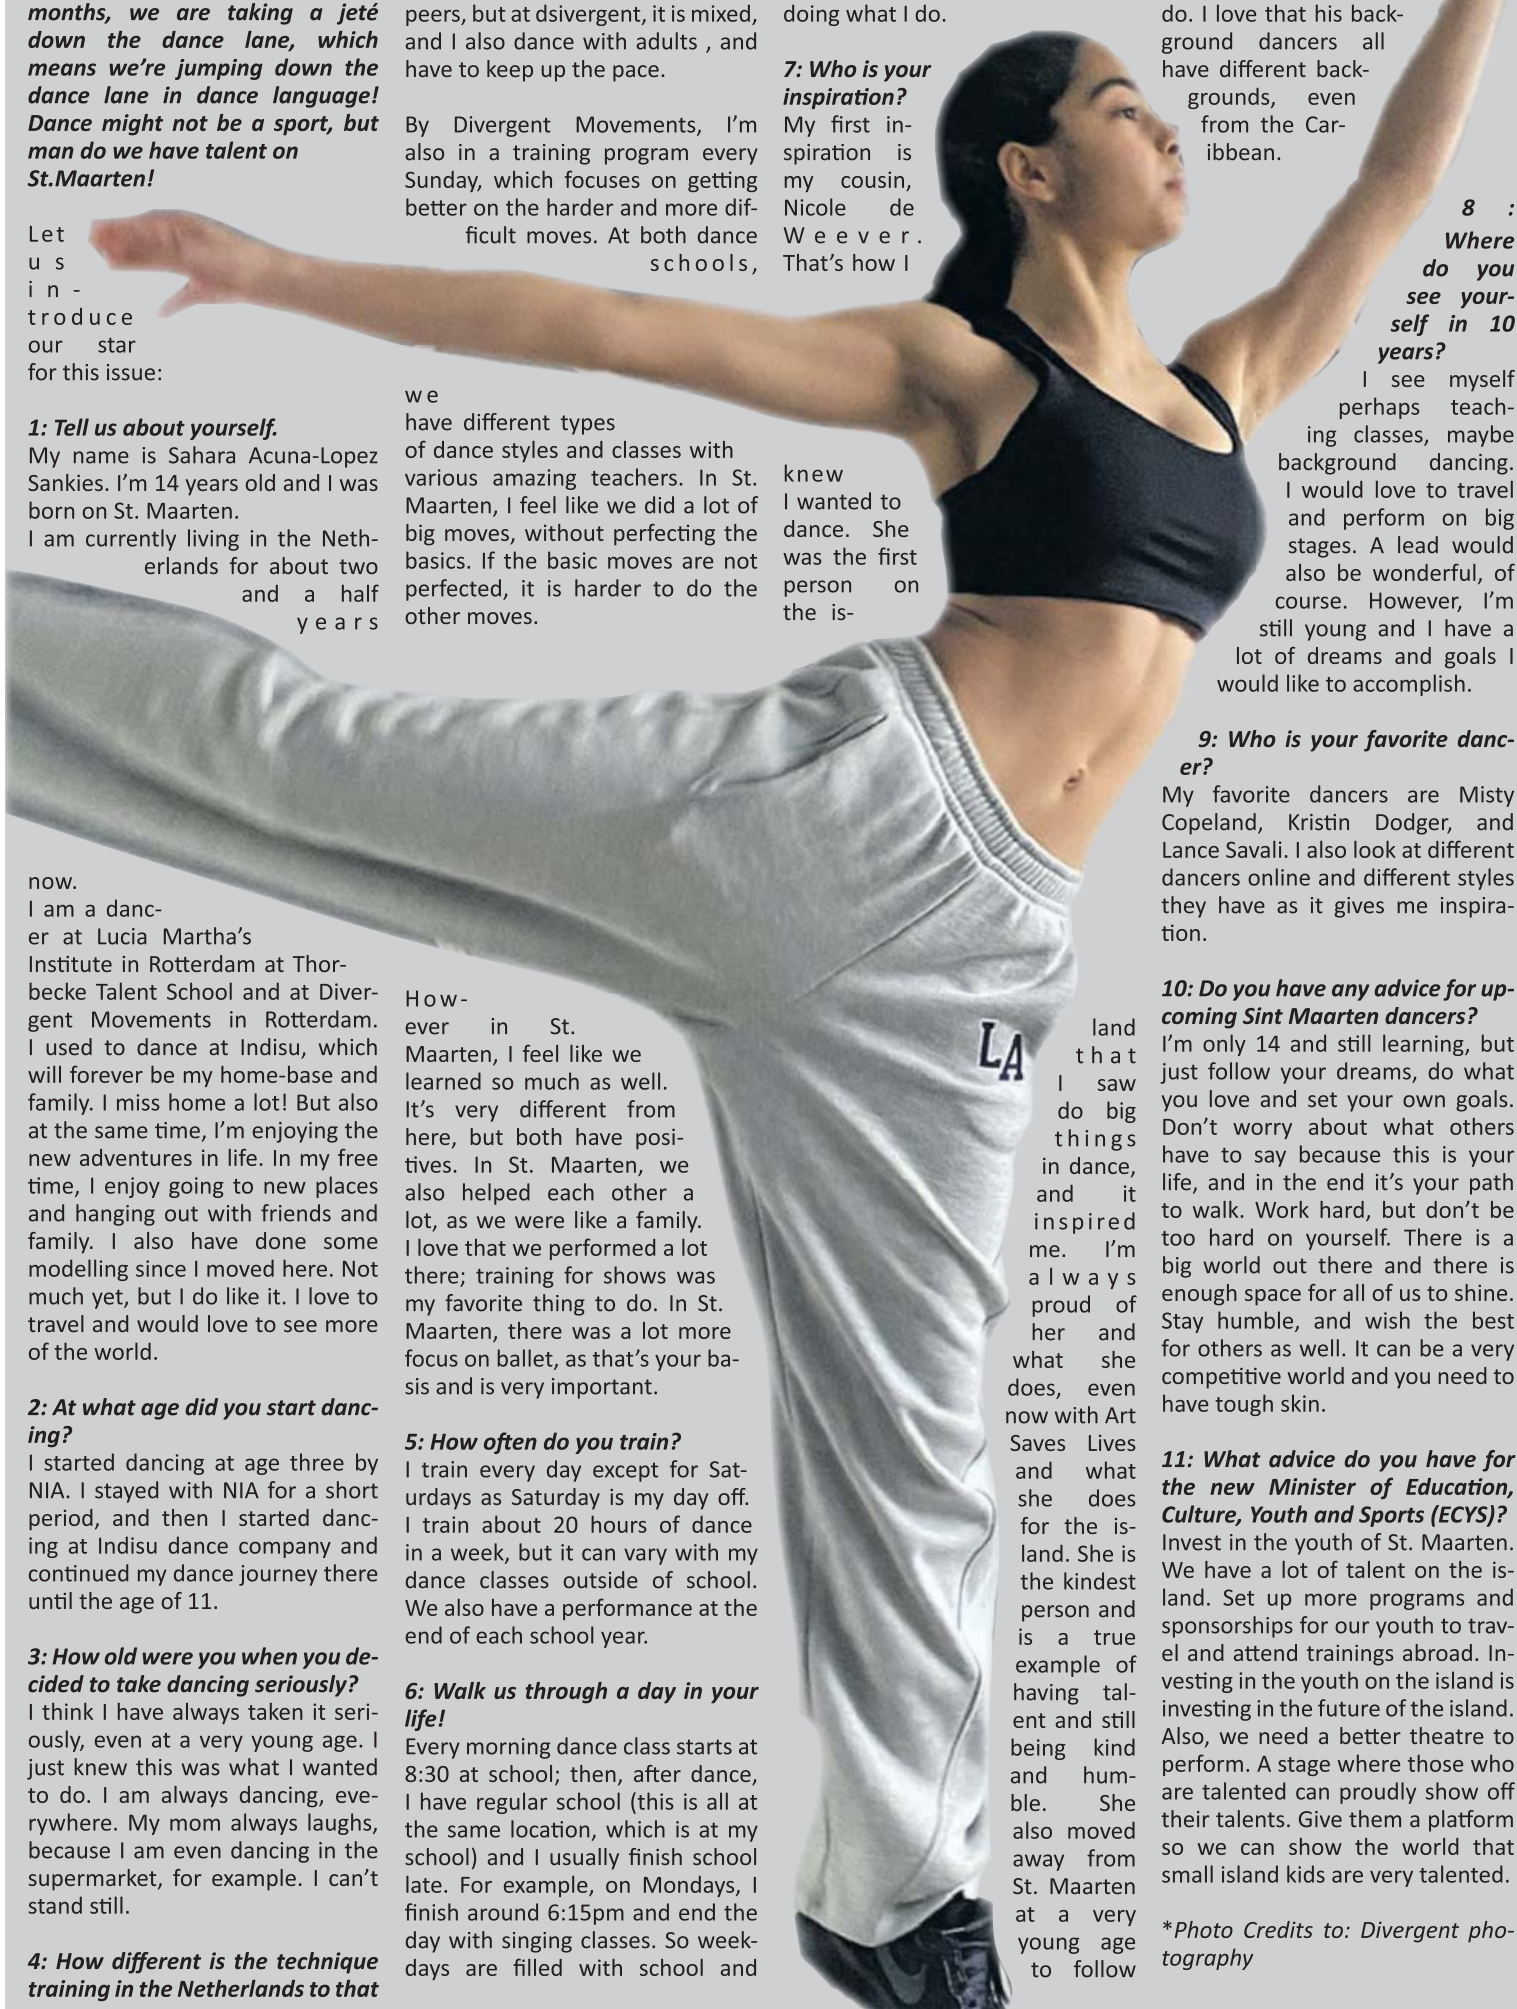 months, we are taking a jeté
down the dance lane, which
means we're jumping down the
dance lane in dance language!
Dance might not be a sport, but
man do we have talent on
St.Maarten!
Let
us
in-
troduce
our star
for this issue:
1: Tell us about yourself.
My name is Sahara Acuna-Lopez
Sankies. I'm 14 years old and I was
born on St. Maarten.
I am currently living in the Neth-
erlands for about two
and a half
years
now.
I am a danc-
er at Lucia Martha's
Institute in Rotterdam at Thor-
becke Talent School and at Diver-
gent Movements in Rotterdam.
I used to dance at Indisu, which
will forever be my home-base and
family. I miss home a lot! But also
at the same time, I'm enjoying the
new adventures in life. In my free
time, I enjoy going to new places
and hanging out with friends and
family. I also have done some
modelling since I moved here. Not
much yet, but I do like it. I love to
travel and would love to see more
of the world.
2: At what age did you start danc-
ing?
I started dancing at age three by
NIA. I stayed with NIA for a short
period, and then I started danc-
ing at Indisu dance company and
continued my dance journey there
until the age of 11.
3: How old were you when you de-
cided to take dancing seriously?
I think I have always taken it seri-
ously, even at a very young age. I
just knew this was what I wanted
to do. I am always dancing, eve-
rywhere. My mom always laughs,
because I am even dancing in the
supermarket, for example. I can't
stand still.
4: How different is the technique
training in the Netherlands to that
peers, but at dsivergent, it is mixed,
and I also dance with adults , and
have to keep up the pace.
By Divergent Movements, I'm
also in a training program every
Sunday, which focuses on getting
better on the harder and more dif-
ficult moves. At both dance
schools,
we
have different types
of dance styles and classes with
various amazing teachers. In St.
Maarten, I feel like we did a lot of
big moves, without perfecting the
basics. If the basic moves are not
perfected, it is harder to do the
other moves.
How-
ever in St.
Maarten, I feel like we
learned so much as well.
It's very different from
here, but both have posi-
tives. In St. Maarten, we
also helped each other a
lot, as we were like a family.
I love that we performed a lot
there; training for shows was
my favorite thing to do. In St.
Maarten, there was a lot more
focus on ballet, as that's your ba-
sis and is very important.
5: How often do you train?
I train every day except for Sat-
urdays as Saturday is my day off.
I train about 20 hours of dance
in a week, but it can vary with my
dance classes outside of school.
We also have a performance at the
end of each school year.
6: Walk us through a day in your
life!
Every morning dance class starts at
8:30 at school; then, after dance,
I have regular school (this is all at
the same location, which is at my
school) and I usually finish school
late. For example, on Mondays, I
finish around 6:15pm and end the
day with singing classes. So week-
days are filled with school and
doing what I do.
7: Who is your
inspiration?
My first in-
spiration is
my cousin,
Nicole de
Weever.
That's how I
knew
I wanted to
dance. She
was the first
person on
the is-
LA
land
that
I saw
do big
things
in dance,
and it
inspired
me. I'm
always
proud of
her and
what she
does, even
now with Art
Saves Lives
and what
she does
for the is-
land. She is
the kindest
person and
is a true
example of
having tal-
ent and still
being kind
and hum-
ble. She
also moved
away from
St. Maarten
at a very
young age
to follow
do. I love that his back-
ground dancers all
have different back-
grounds, even
from the Car-
ibbean.
8 :
Where
do you
see your-
self in 10
years?
I see myself
perhaps teach-
ing classes, maybe
background dancing.
I would love to travel
and perform on big
stages. A lead would
also be wonderful, of
course. However, I'm
still young and I have a
lot of dreams and goals I
would like to accomplish.
9: Who is your favorite danc-
er?
My favorite dancers are Misty
Copeland, Kristin Dodger, and
Lance Savali. I also look at different
dancers online and different styles
they have as it gives me inspira-
tion.
10: Do you have any advice for up-
coming Sint Maarten dancers?
I'm only 14 and still learning, but
just follow your dreams, do what
you love and set your own goals.
Don't worry about what others
have to say because this is your
life, and in the end it's your path
to walk. Work hard, but don't be
too hard on yourself. There is a
big world out there and there is
enough space for all of us to shine.
Stay humble, and wish the best
for others as well. It can be a very
competitive world and you need to
have tough skin.
11: What advice do you have for
the new Minister of Education,
Culture, Youth and Sports (ECYS)?
Invest in the youth of St. Maarten.
We have a lot of talent on the is-
land. Set up more programs and
sponsorships for our youth to trav-
el and attend trainings abroad. In-
vesting in the youth on the island is
investing in the future of the island.
Also, we need a better theatre to
perform. A stage where those who
are talented can proudly show off
their talents. Give them a platform
so we can show the world that
small island kids are very talented.
*Photo Credits to: Divergent pho-
tography